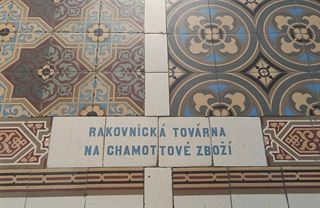 RAKOVNICKÁ TOVÁRNA
NA CHAMOTTOVÉ ZBOŽÍ